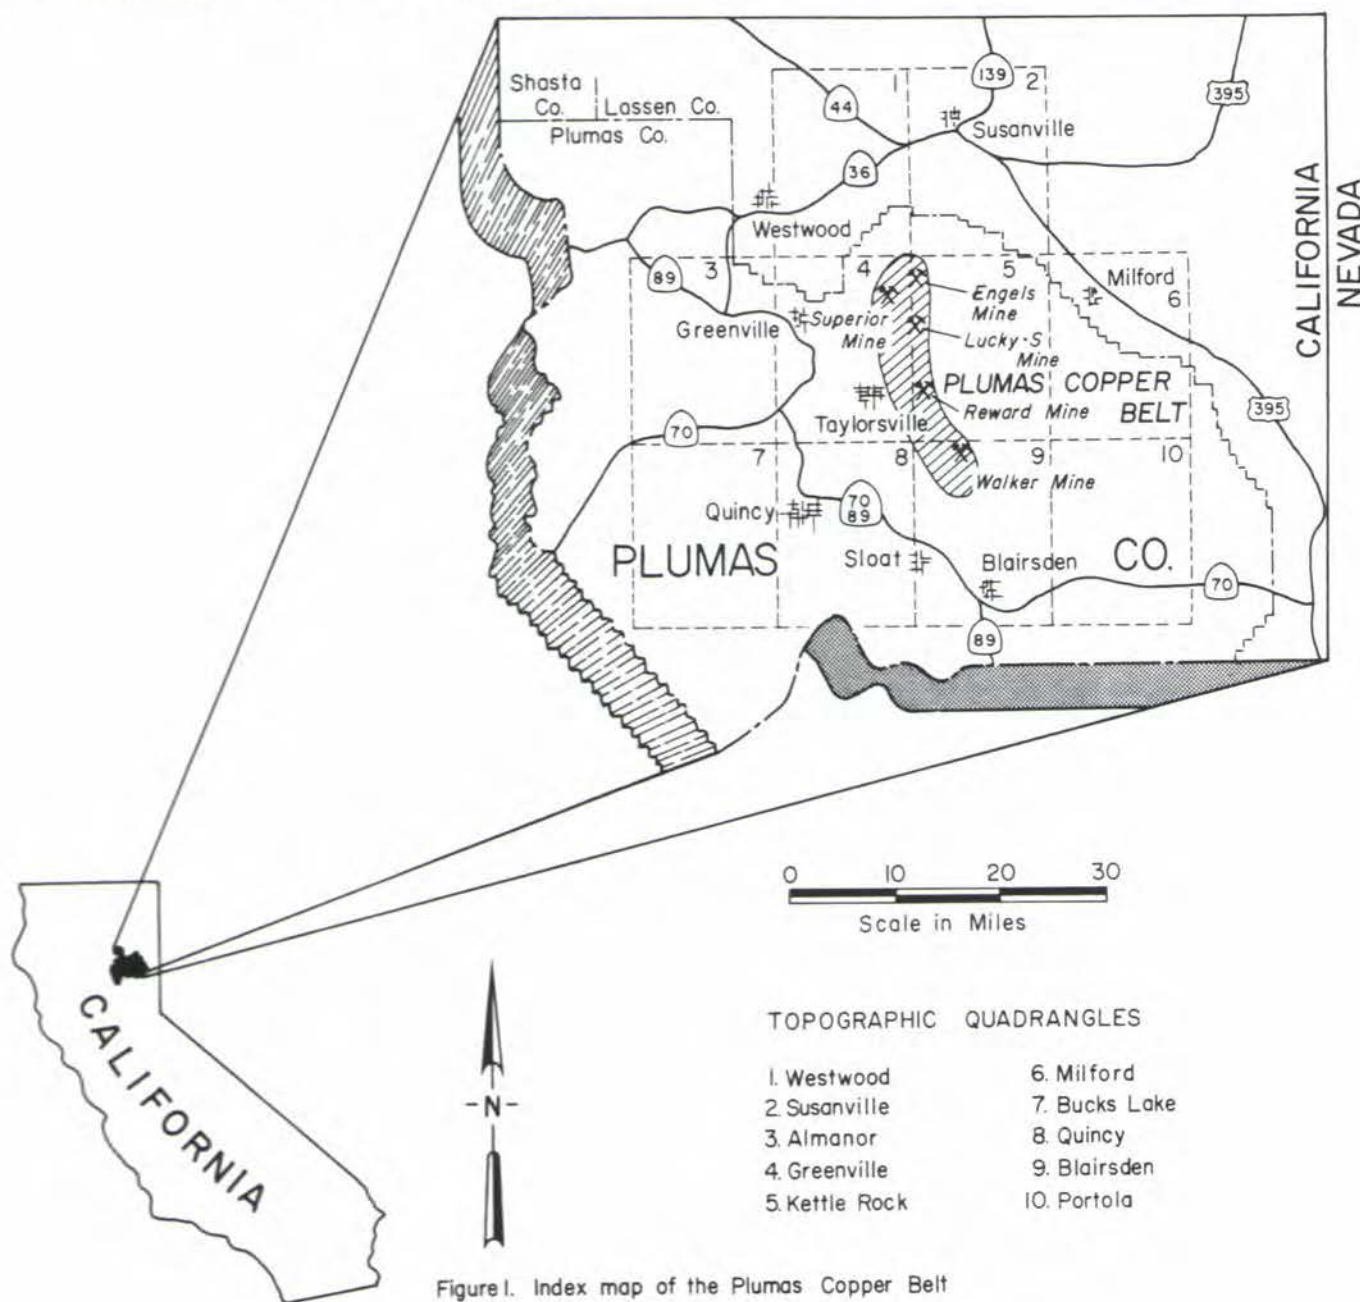 Shasta
Co.
Lassen Co.
Plumas Co.
1
2
139
44
395
Susanville
36
Westwood
CALIFORNIA
NEVADA
3
4
5
6
89
Milford
Engels
Mine
Greenville
Superior
Mine
Lucky-S
Mine
PLUMAS COPPER
BELT
Reward Mine
395
Taylorsville
70
7
8
9
10
Walker Mine
Quincy
70
89
PLUMAS
CO.
Sloat
Blairsden
70
89
0 10 20 30
Scale in Miles
CALIFORNIA
-N-
TOPOGRAPHIC QUADRANGLES
1. Westwood
2. Susanville
3. Almanor
4. Greenville
5. Kettle Rock
6. Milford
7. Bucks Lake
8. Quincy
9. Blairsden
10. Portola
Figure 1. Index map of the Plumas Copper Belt